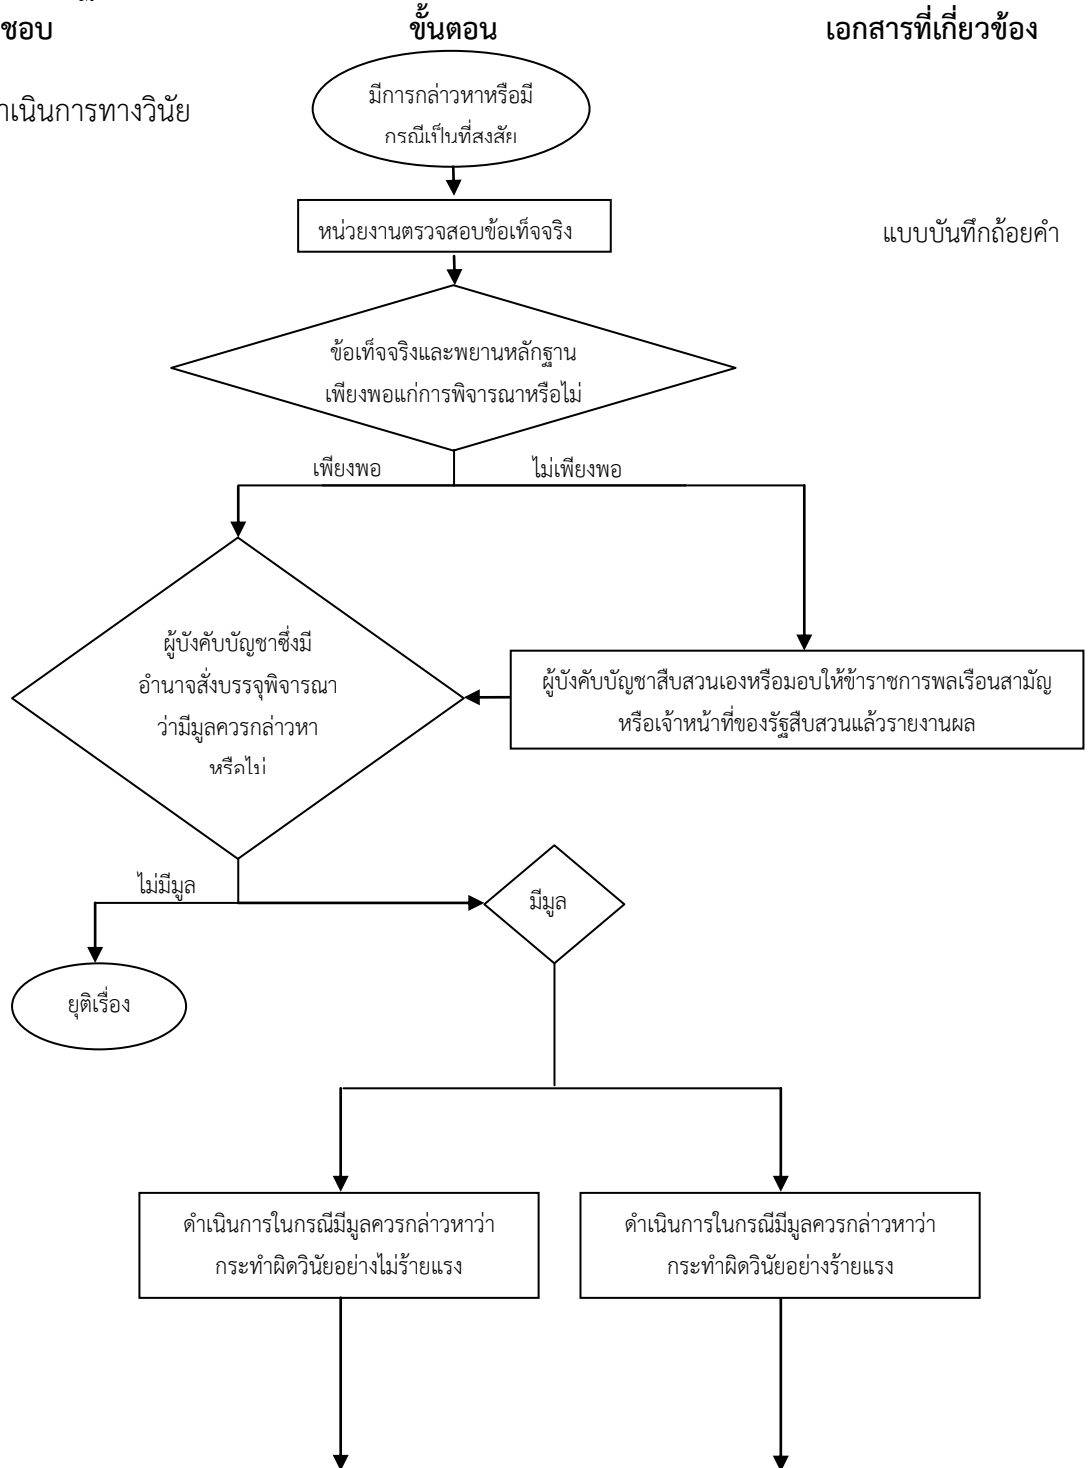 ชอบ
ขั้นตอน
เอกสารที่เกี่ยวข้อง
มีการกล่าวหาหรือมี
กรณีเป็นที่สงสัย
าเนินการทางวินัย
หน่วยงานตรวจสอบข้อเท็จจริง
แบบบันทึกถ้อยคำ
ข้อเท็จจริงและพยานหลักฐาน
เพียงพอแก่การพิจารณาหรือไม่
เพียงพอ
ไม่เพียงพอ
ผู้บังคับบัญชาซึ่งมี
อำนาจสั่งบรรจุพิจารณา
ว่ามีมูลควรกล่าวหา
หรือไม่
ผู้บังคับบัญชาสืบสวนเองหรือมอบให้ข้าราชการพลเรือนสามัญ
หรือเจ้าหน้าที่ของรัฐสืบสวนแล้วรายงานผล
ไม่มีมูล
มีมูล
ยุติเรื่อง
ดำเนินการในกรณีมีมูลควรกล่าวหาว่า
กระทำผิดวินัยอย่างไม่ร้ายแรง
ดำเนินการในกรณีมีมูลควรกล่าวหาว่า
กระทำผิดวินัยอย่างร้ายแรง